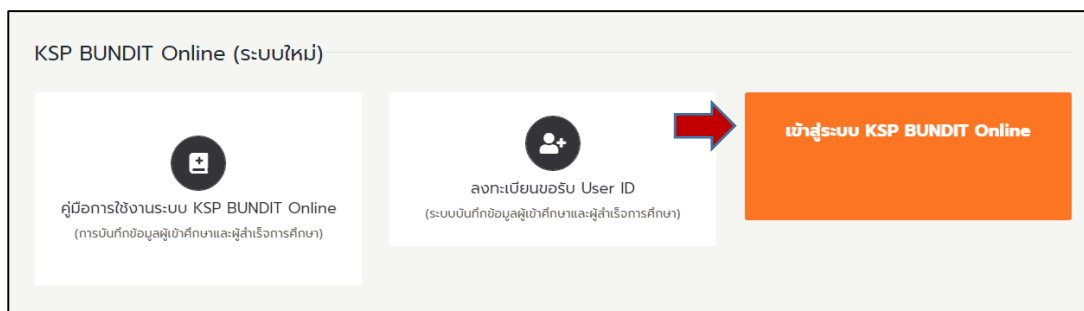 KSP BUNDIT Online (ระบบใหม่)
คู่มือการใช้งานระบบ KSP BUNDIT Online
(การบันทึกข้อมูลผู้เข้าศึกษาและผู้สำเร็จการศึกษา)
ลงทะเบียนขอรับ User ID
(ระบบบันทึกข้อมูลผู้เข้าศึกษาและผู้สำเร็จการศึกษา)
เข้าสู่ระบบ KSP BUNDIT Online